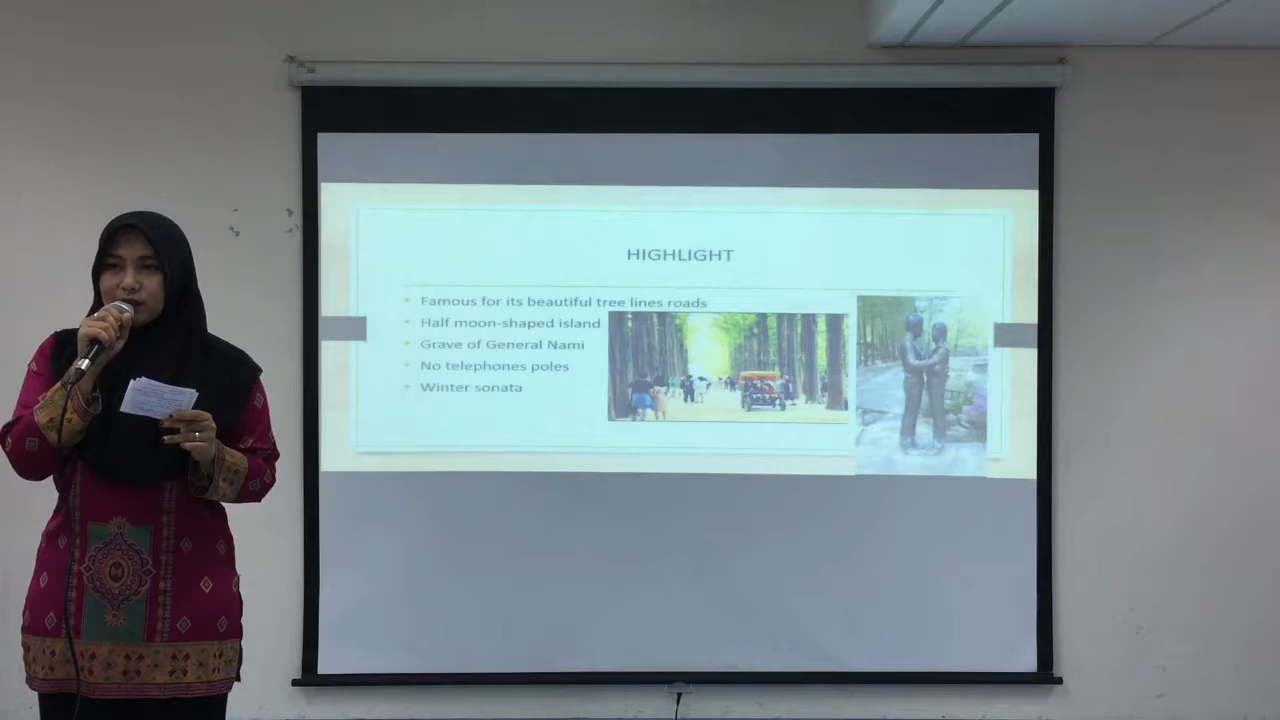 HIGHLIGHT
Famous for its beautiful tree lines roads
Half moon-shaped island
Grave of General Nami
No telephones poles
Winter sonata